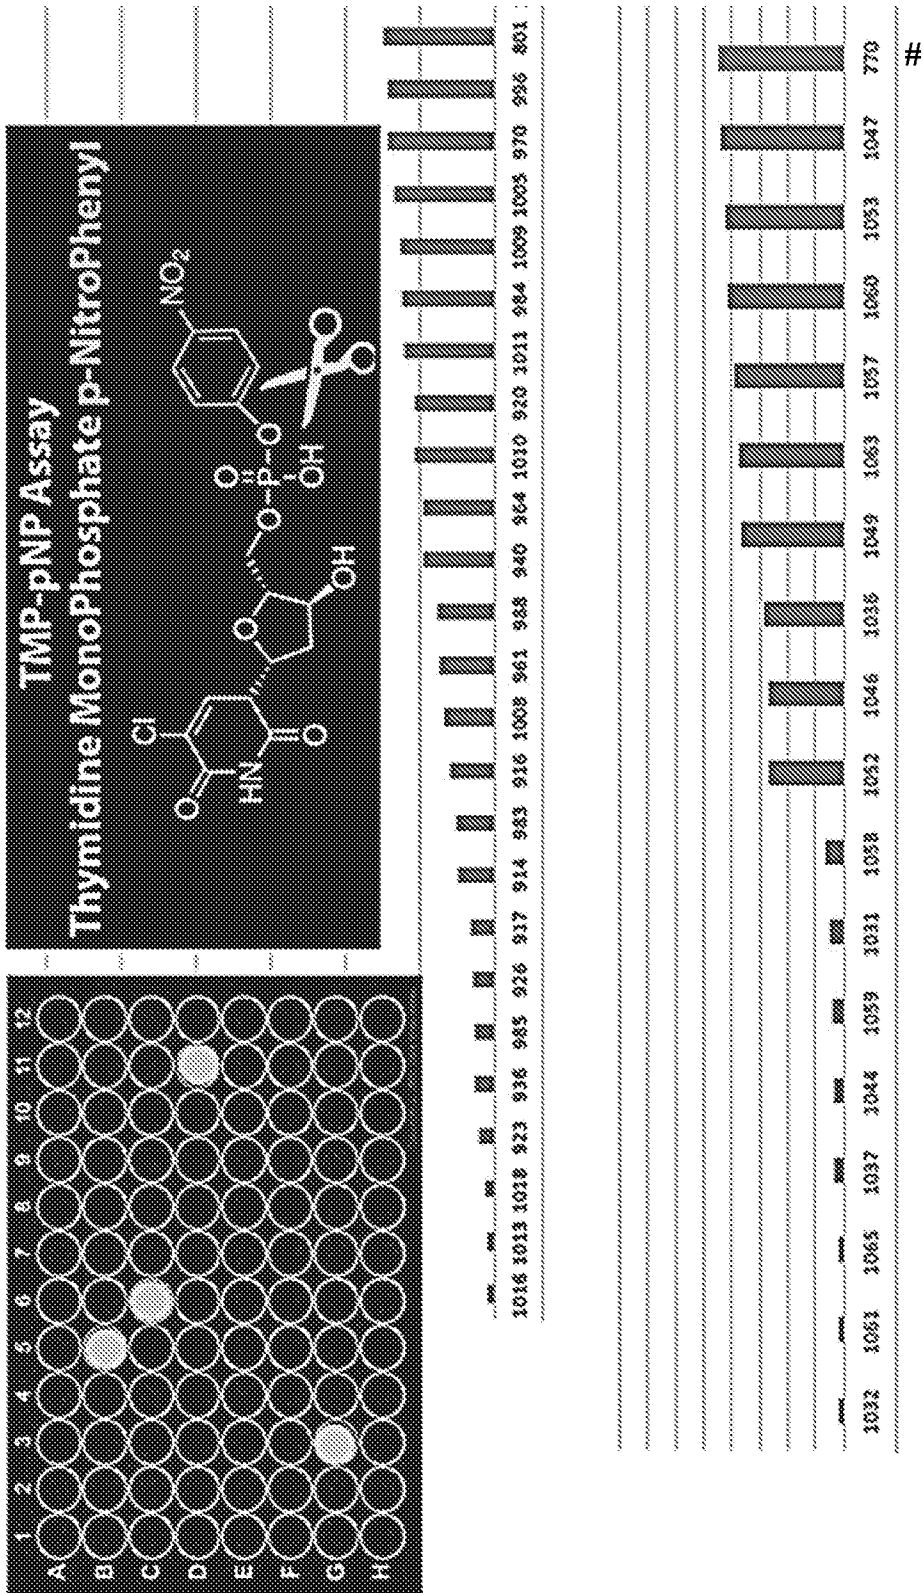 1 2 3 4 5 6 7 8 9 10 11 12
A
B
C
D
E
F
G
H
TMP-pNP Assay
Thymidine MonoPhosphate p-NitroPhenyl
Cl
O
HN
O
O
OH
O
O
P
OH
O
NO2
1016 1013 1018 923 936 985 926 917 914 983 916 1008 961 988 940 964 1010 920 1011 984 1009 1005 970 996 801
1032 1061 1065 1037 1044 1059 1031 1058 1052 1046 1036 1049 1063 1057 1060 1053 1047 770
#